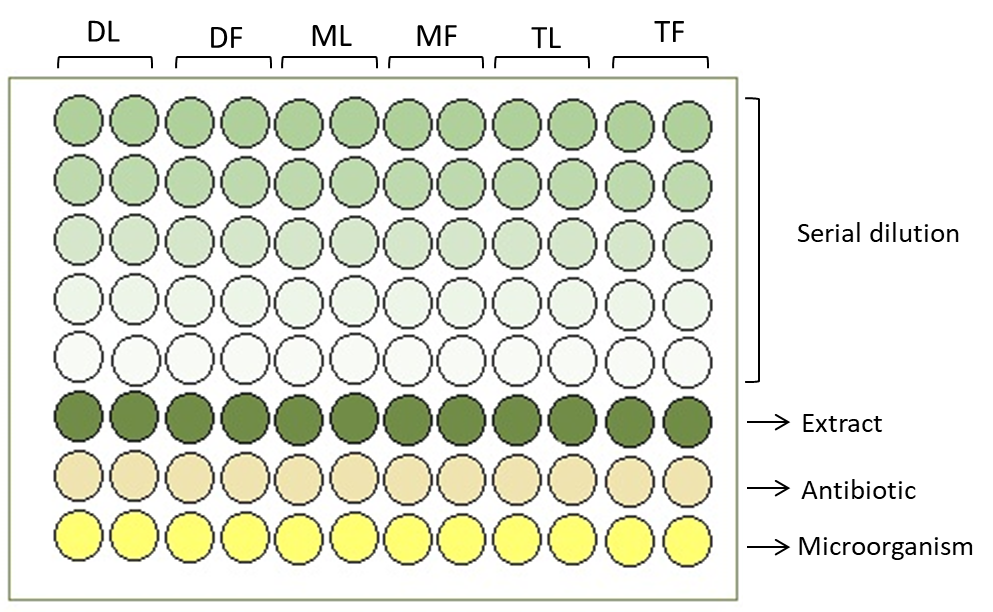 DL DF ML MF TL TF
Serial dilution
Extract
Antibiotic
Microorganism